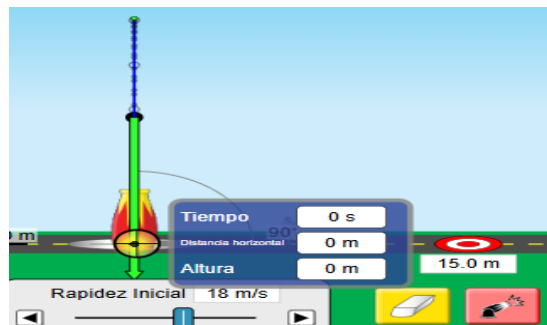 Tiempo 0 s
90°
m Distancia horizontal 0 m
Altura 0 m 15.0 m
Rapidez Inicial 18 m/s